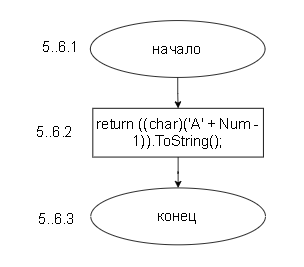 5..6.1 начало
5..6.2 return ((char)('A' + Num -
1)).ToString();
5..6.3 конец